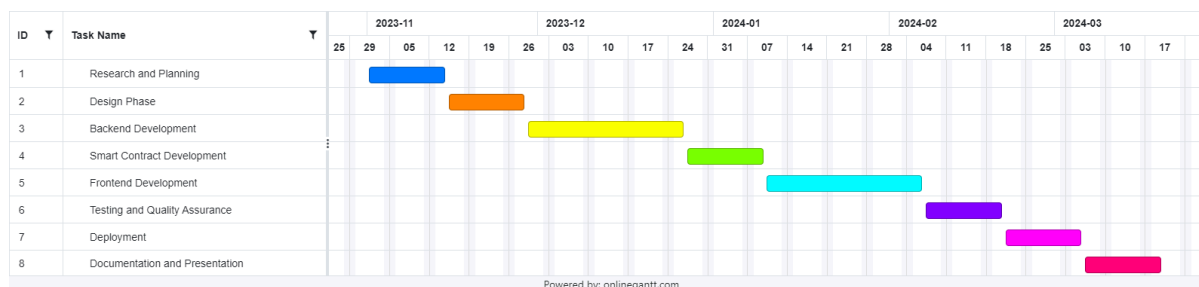 ID Task Name 2023-11 2023-12 2024-01 2024-02 2024-03
25 29 05 12 19 26 03 10 17 24 31 07 14 21 28 04 11 18 25 03 10 17
1 Research and Planning
2 Design Phase
3 Backend Development
4 Smart Contract Development
5 Frontend Development
6 Testing and Quality Assurance
7 Deployment
8 Documentation and Presentation
Powered by: onlinegantt.com